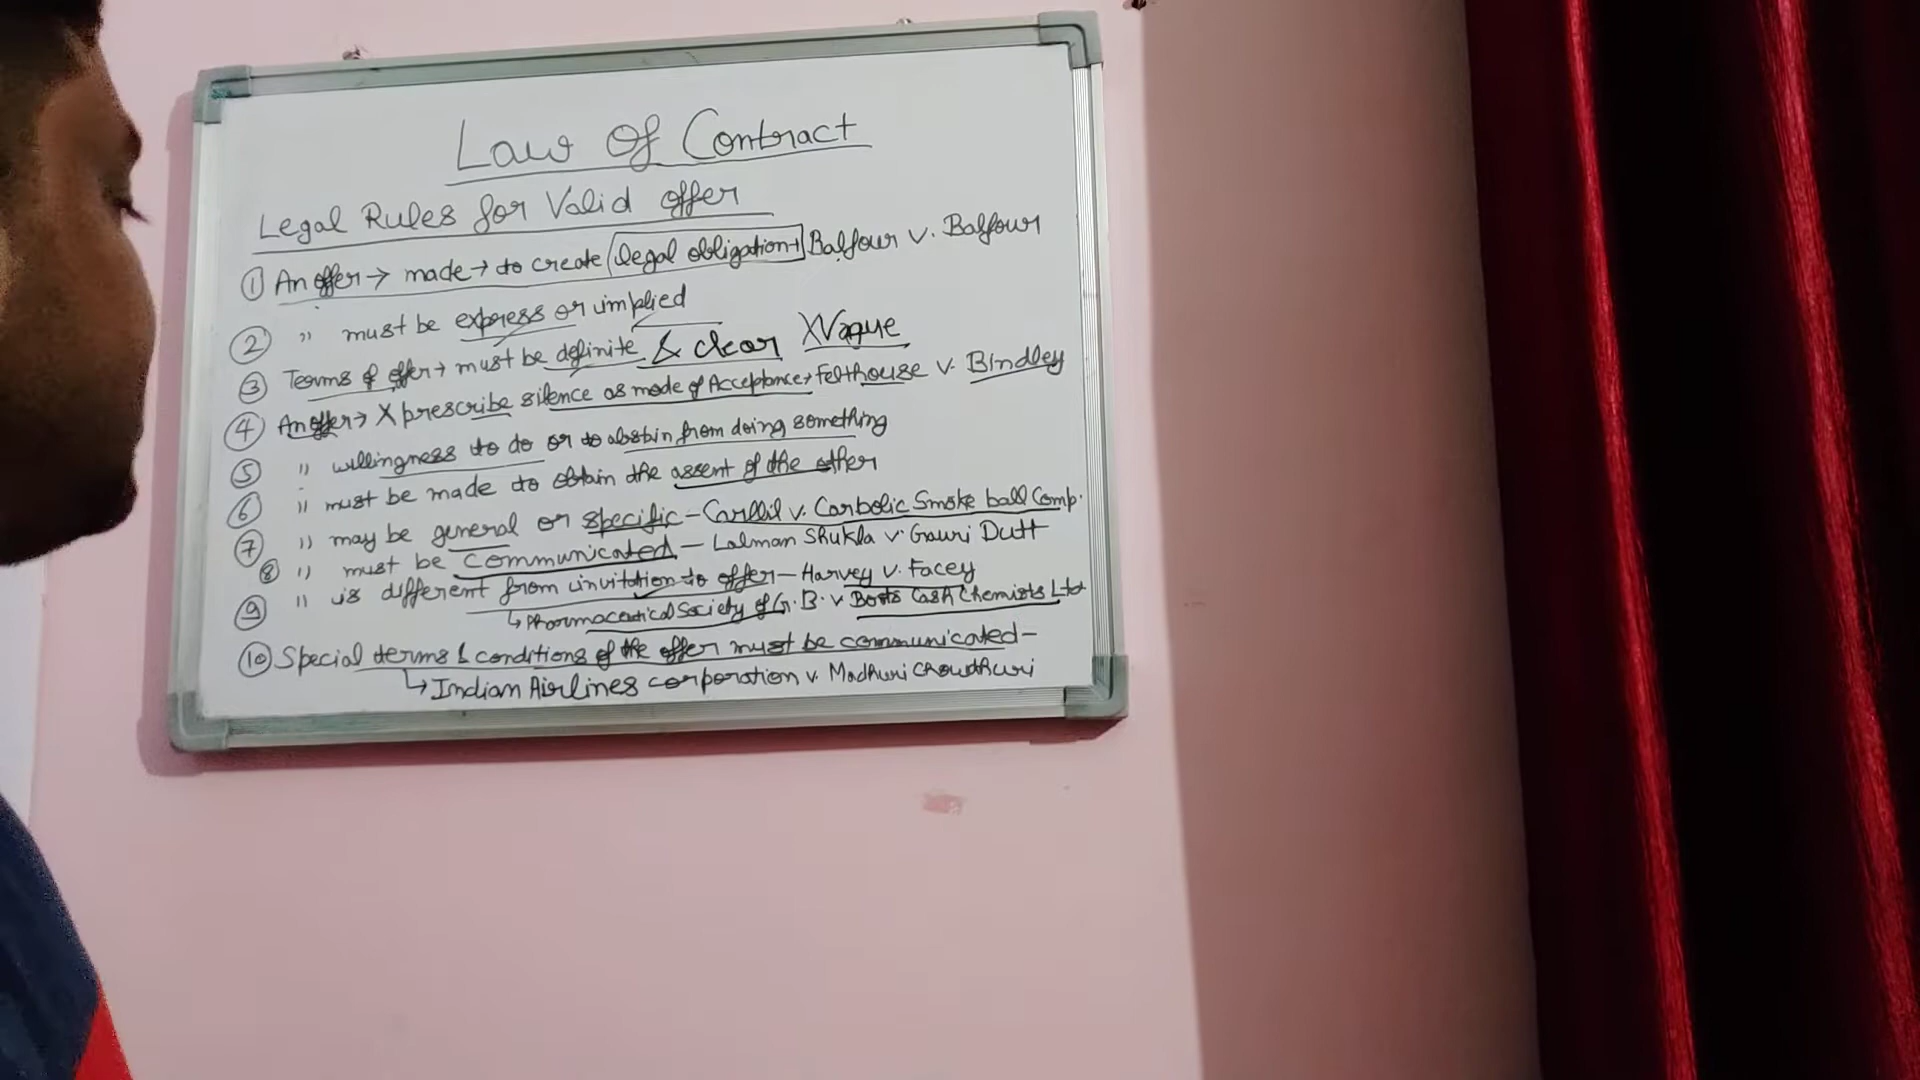 Law Of Contract
Legal Rules for Valid offer
① An offer → made → to create legal obligation → Balfour v. Balfour
② " must be express or implied
③ Terms of offer → must be definite & clear X Vague
④ An offer → X prescribe silence as mode of Acceptance → Felthouse v. Bindley
⑤ " willingness to do or to abstain from doing something
⑥ " must be made to obtain the assent of the other
⑦ " may be general or specific - Carllil v. Carbolic Smoke ball Comp.
⑧ " must be communicated - Lalman Shukla v. Gauri Dutt
⑨ " is different from invitation to offer - Harvey v. Facey
↳ Pharmaceutical Society of G.B. v Boots Cash Chemists Ltd
⑩ Special terms & conditions of the offer must be communicated -
↳ Indian Airlines corporation v. Madhuri Chowdhuri